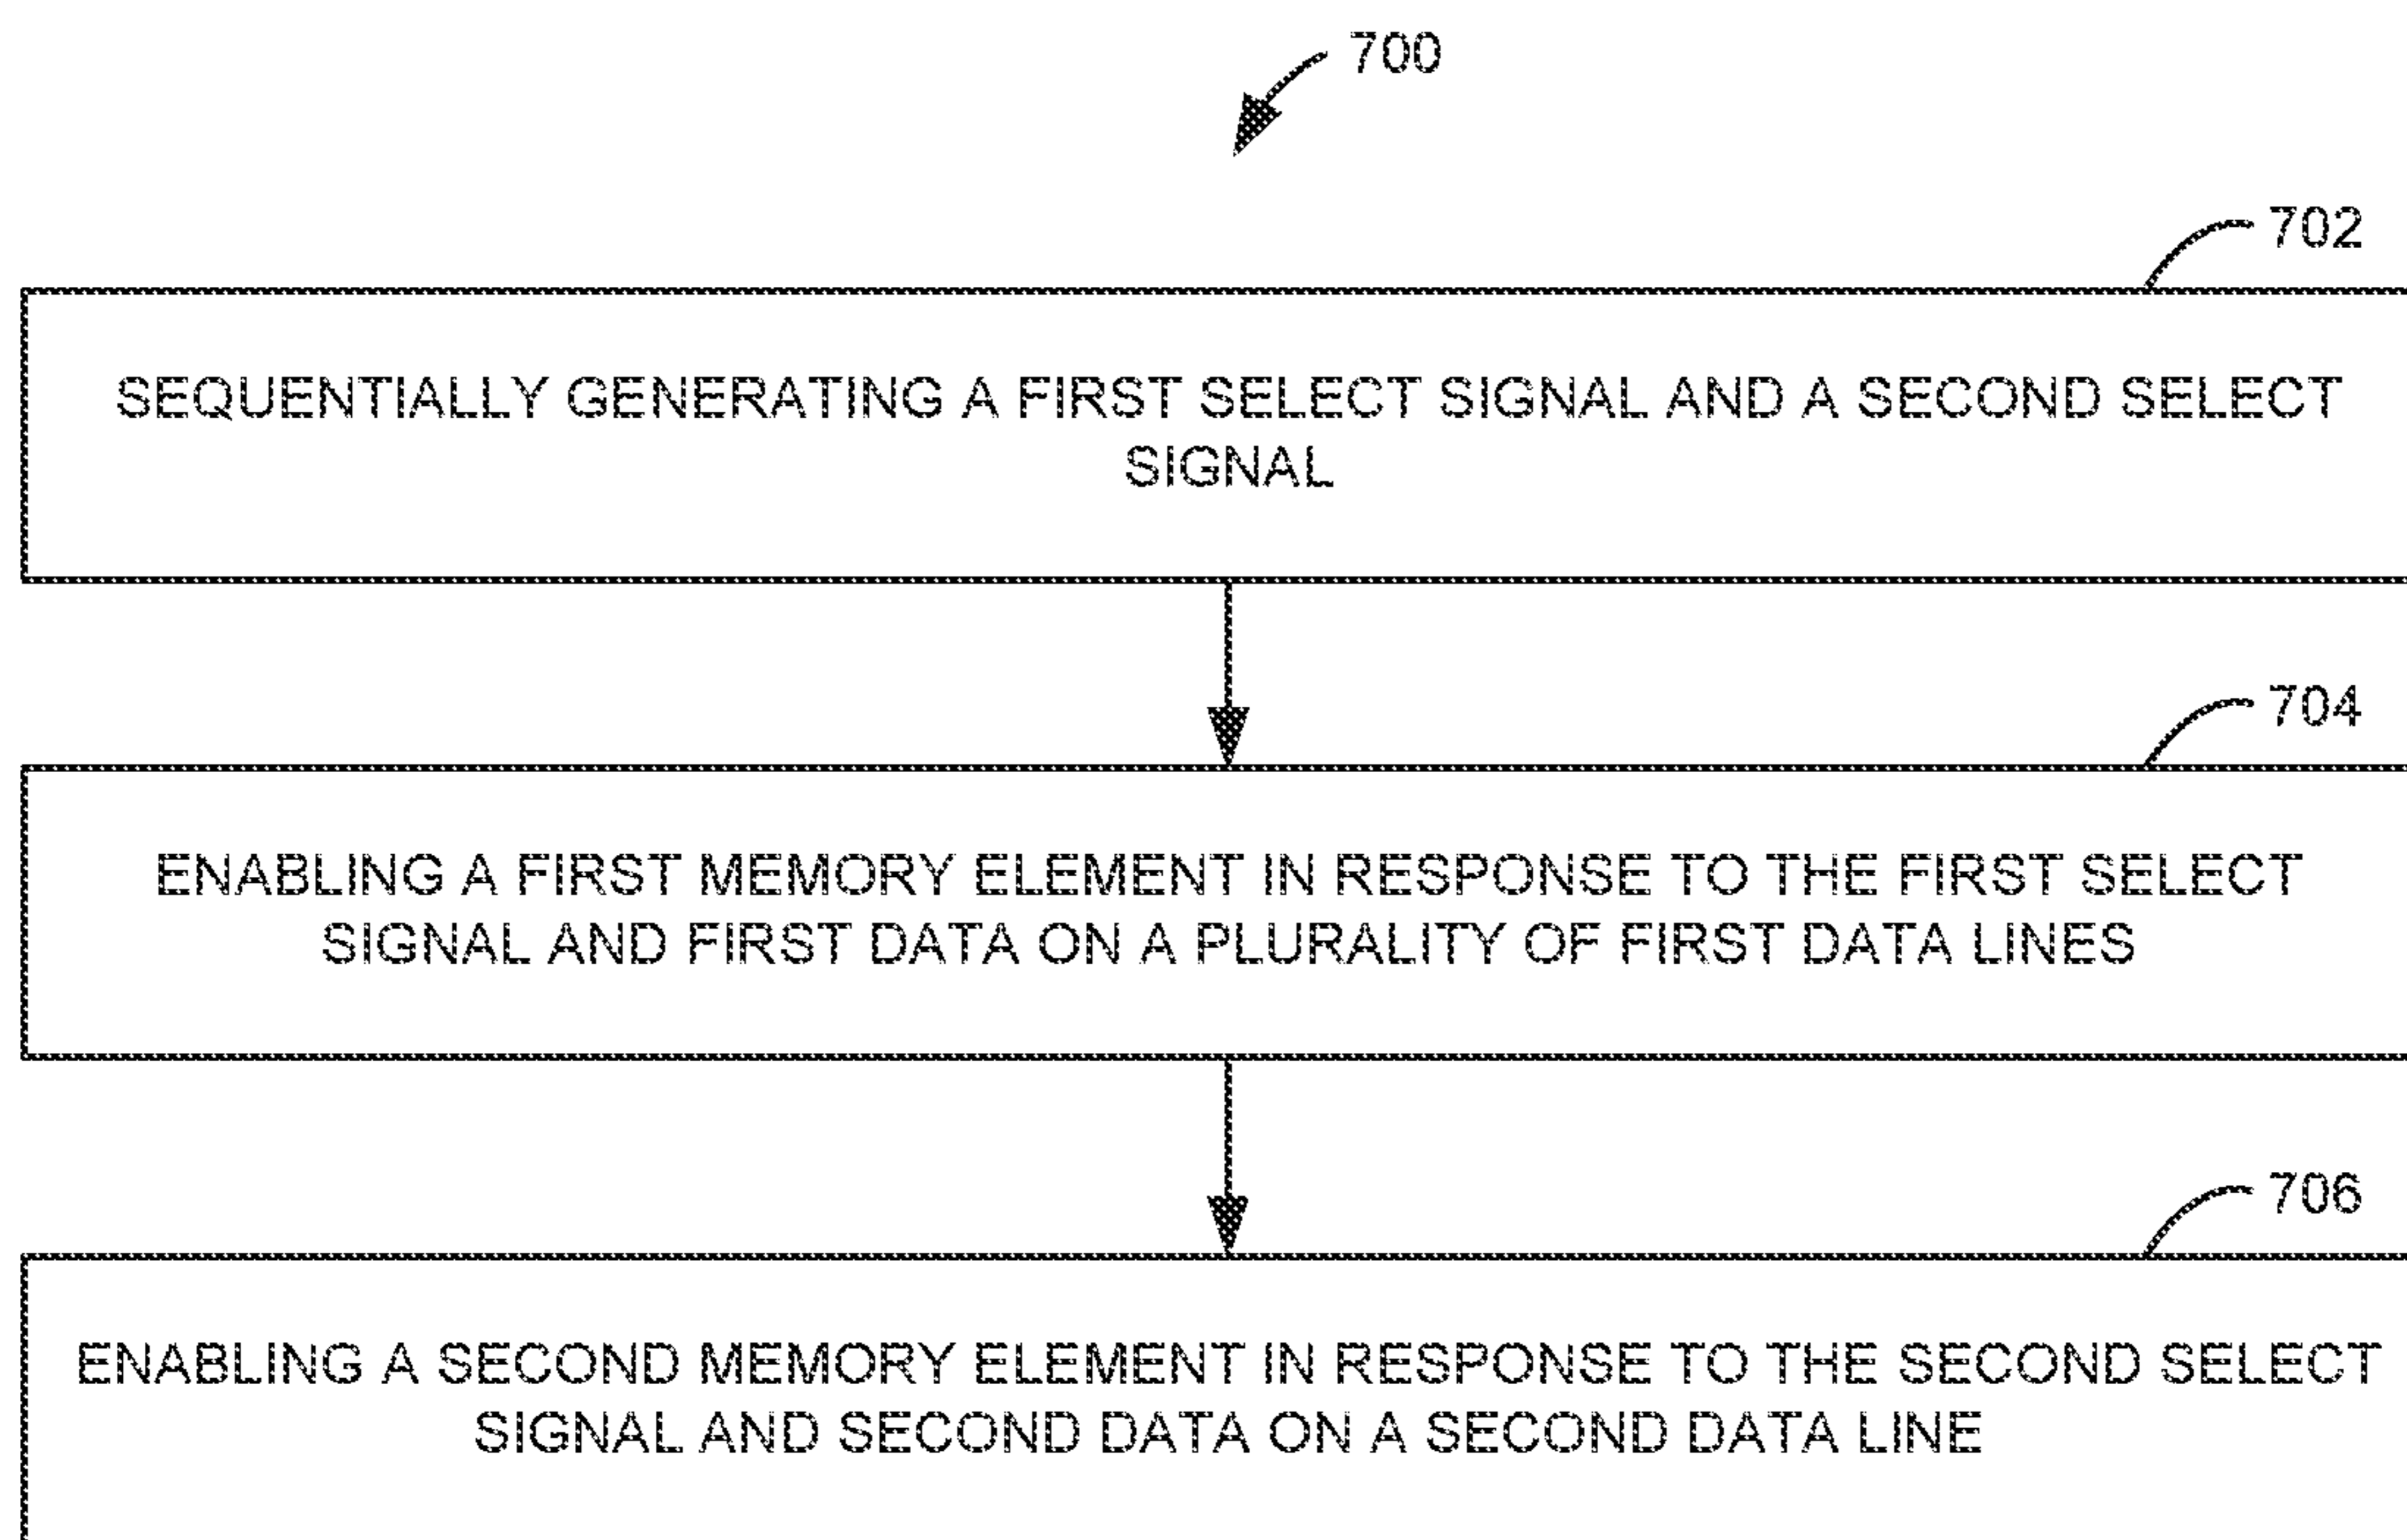 700
702
SEQUENTIALLY GENERATING A FIRST SELECT SIGNAL AND A SECOND SELECT
SIGNAL
704
ENABLING A FIRST MEMORY ELEMENT IN RESPONSE TO THE FIRST SELECT
SIGNAL AND FIRST DATA ON A PLURALITY OF FIRST DATA LINES
706
ENABLING A SECOND MEMORY ELEMENT IN RESPONSE TO THE SECOND SELECT
SIGNAL AND SECOND DATA ON A SECOND DATA LINE